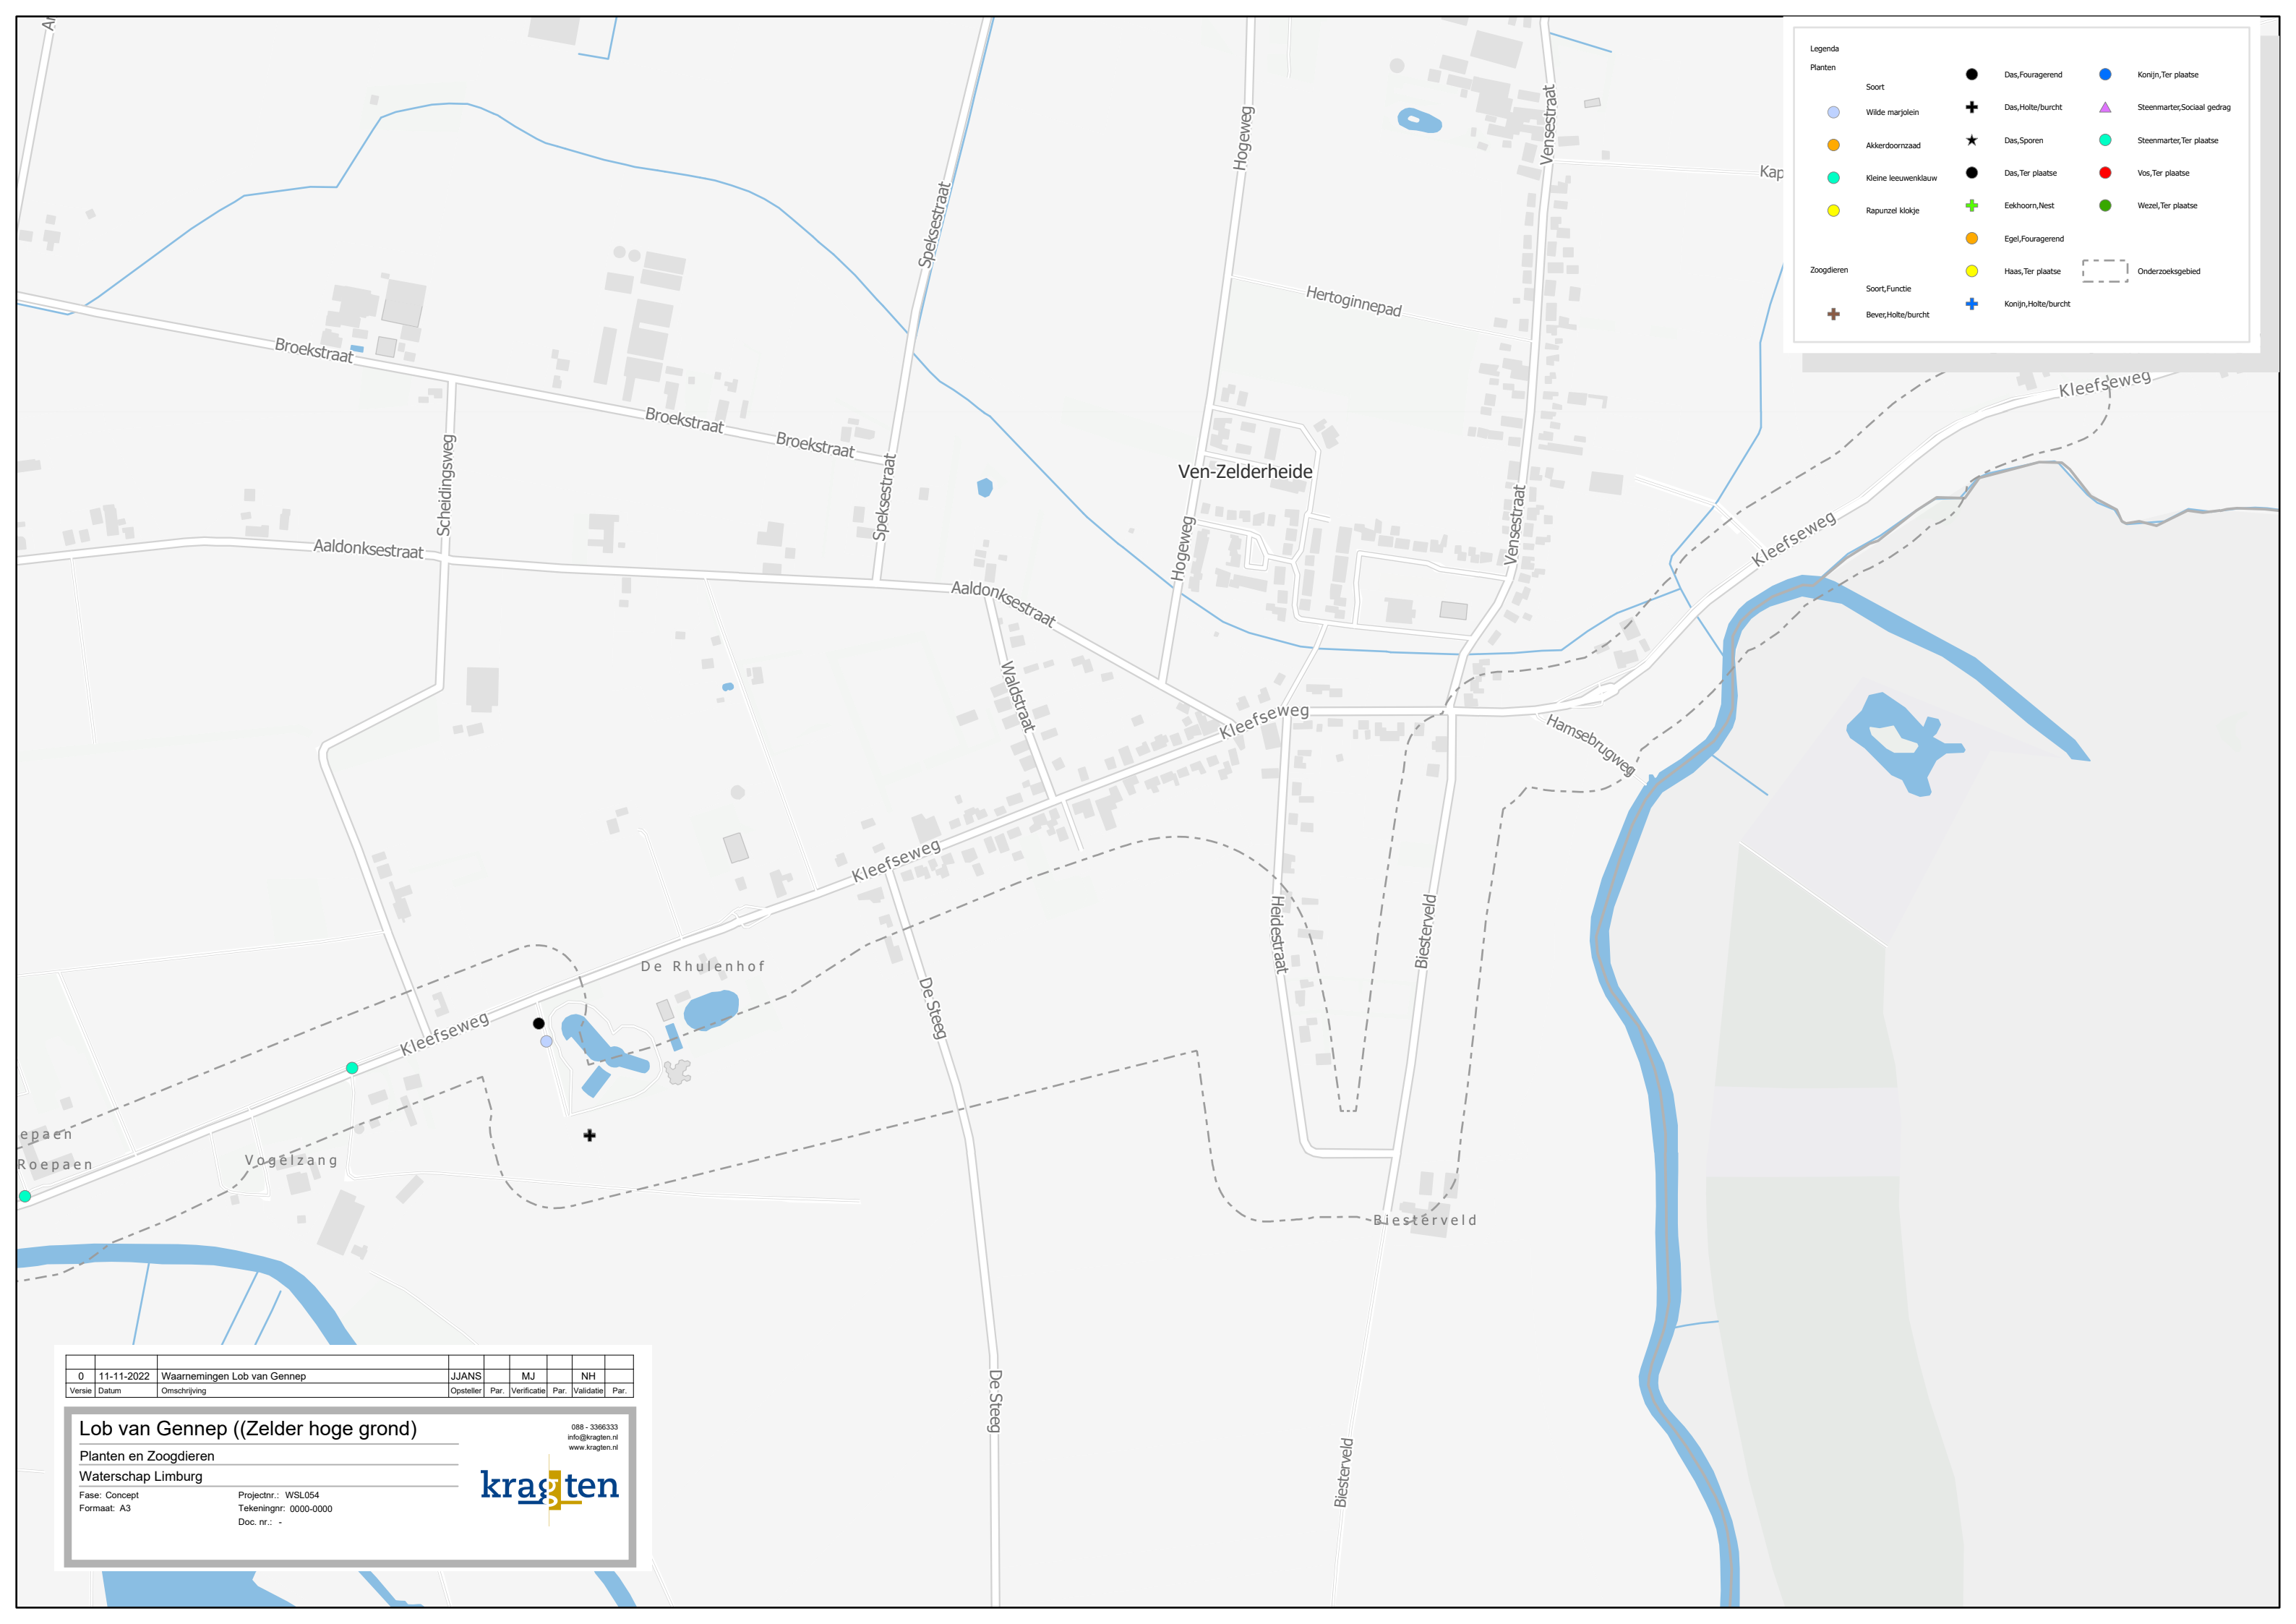 Ar
Speksestraat
Hogeweg
Vensestraat
Kap
Hertoginnepad
Broekstraat
Broekstraat
Broekstraat
Scheidingsweg
Speksestraat
Ven-Zelderheide
Hogeweg
Vensestraat
Kleefseweg
Kleefseweg
Aaldonksestraat
Aaldonksestraat
Waldstraat
Kleefseweg
Hamsebrugweg
Kleefseweg
Heidestraat
Biesterveld
De Rhulenhof
De Steeg
Kleefseweg
epaen
Roepaen
Vogelzang
Biesterveld
De Steeg
Biesterveld
Legenda
Planten
Soort
Wilde marjolein
Akkerdoornzaad
Kleine leeuwenklauw
Rapunzel klokje
Zoogdieren
Soort,Functie
Bever,Holte/burcht
Das,Fouragerend
Das,Holte/burcht
Das,Sporen
Das,Ter plaatse
Eekhoorn,Nest
Egel,Fouragerend
Haas,Ter plaatse
Konijn,Holte/burcht
Konijn,Ter plaatse
Steenmarter,Sociaal gedrag
Steenmarter,Ter plaatse
Vos,Ter plaatse
Wezel,Ter plaatse
Onderzoeksgebied
0 11-11-2022 Waarnemingen Lob van Gennep JJANS MJ NH
Versie Datum Omschrijving Opsteller Par. Verificatie Par. Validatie Par.
Lob van Gennep ((Zelder hoge grond)
Planten en Zoogdieren
Waterschap Limburg
Fase: Concept Projectnr.: WSL054
Formaat: A3 Tekeningnr: 0000-0000
Doc. nr.: -
088 - 3366333
info@kragten.nl
www.kragten.nl
kragten